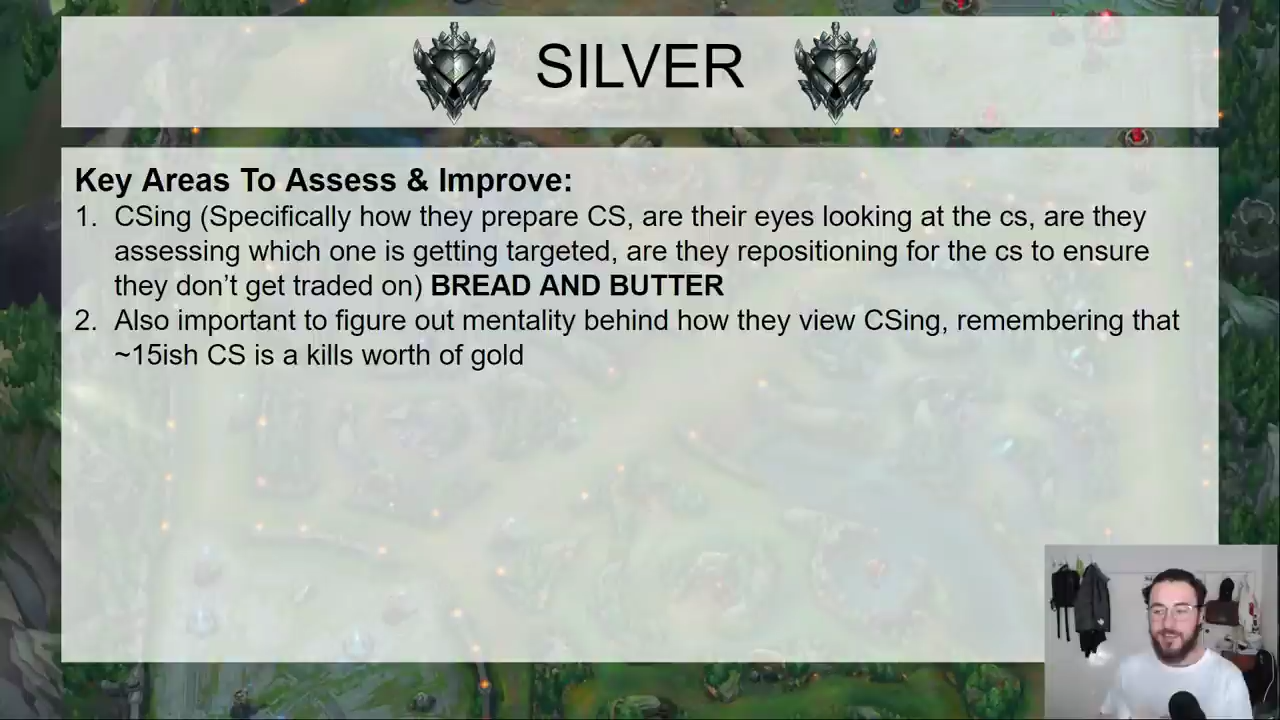 SILVER
Key Areas To Assess & Improve:
1. CSing (Specifically how they prepare CS, are their eyes looking at the cs, are they
assessing which one is getting targeted, are they repositioning for the cs to ensure
they don’t get traded on) BREAD AND BUTTER
2. Also important to figure out mentality behind how they view CSing, remembering that
~15ish CS is a kills worth of gold